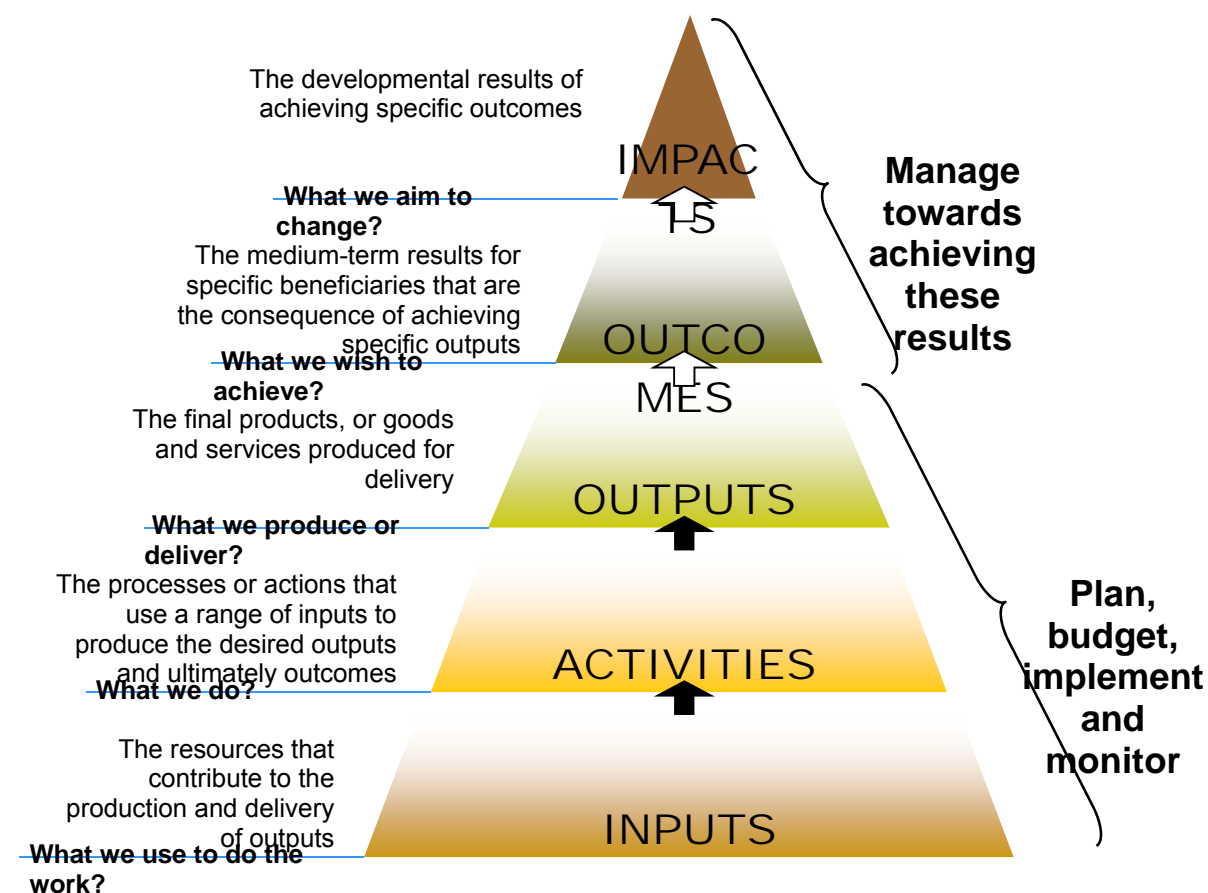 The developmental results of
achieving specific outcomes
IMPAC
TS
What we aim to
change?
The medium-term results for
specific beneficiaries that are
the consequence of achieving
specific outputs
OUTCO
MES
What we wish to
achieve?
The final products, or goods
and services produced for
delivery
OUTPUTS
What we produce or
deliver?
The processes or actions that
use a range of inputs to
produce the desired outputs
and ultimately outcomes
ACTIVITIES
What we do?
The resources that
contribute to the
production and delivery
of outputs
INPUTS
What we use to do the
work?
Manage
towards
achieving
these
results
Plan,
budget,
implement
and
monitor